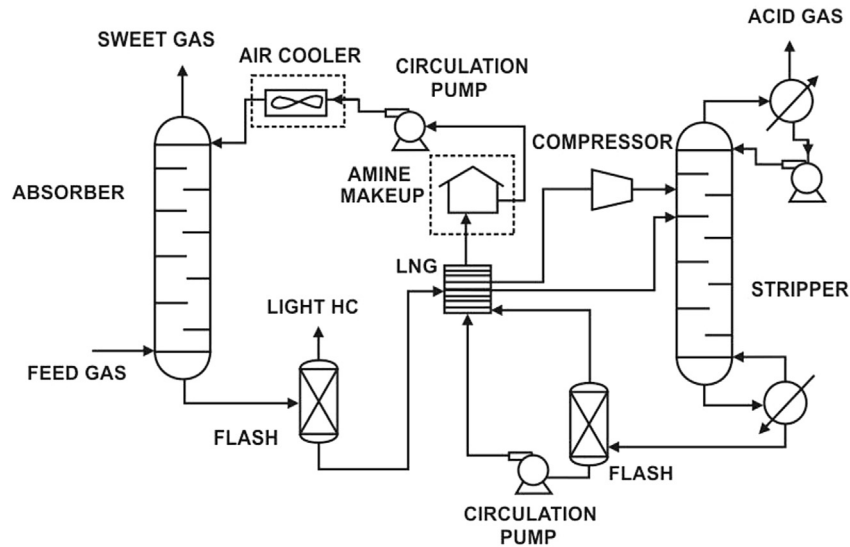 ACID GAS
SWEET GAS
AIR COOLER
CIRCULATION
PUMP
COMPRESSOR
ABSORBER
AMINE
MAKEUP
LNG
STRIPPER
LIGHT HC
FEED GAS
FLASH
FLASH
CIRCULATION
PUMP